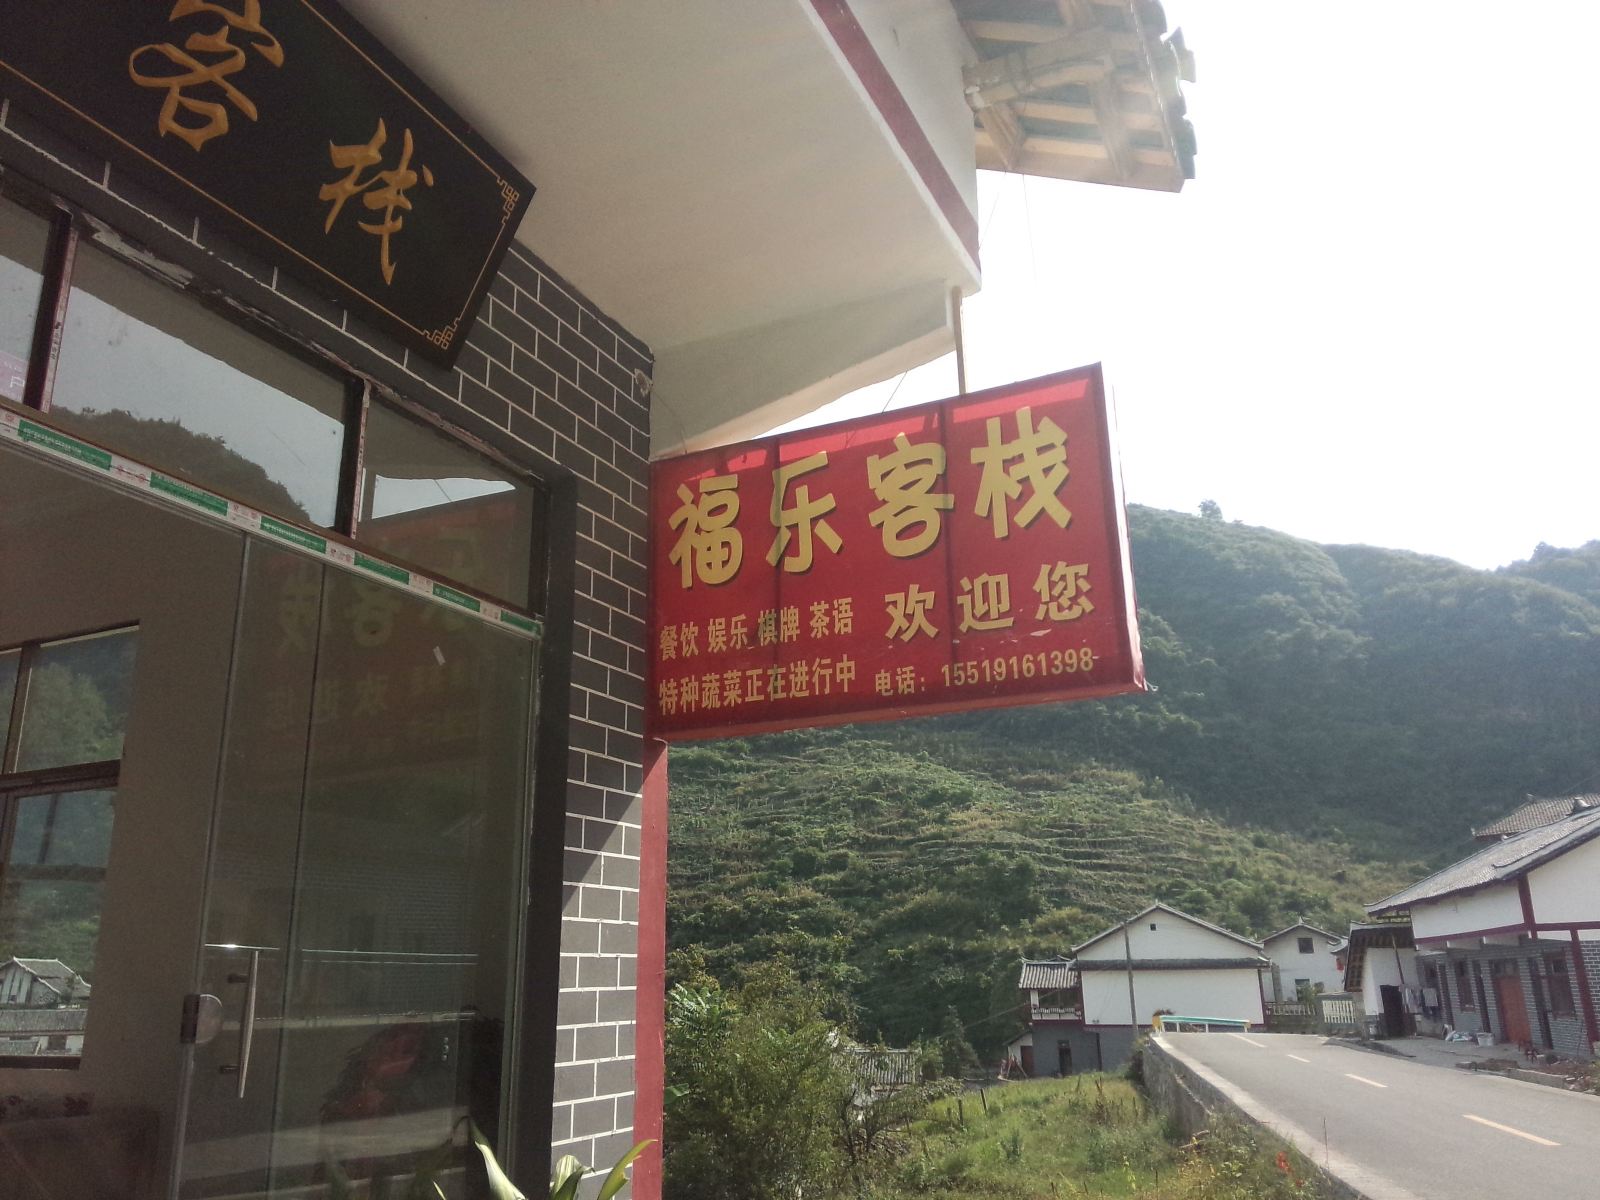 客栈
福乐客栈
餐饮 娱乐 棋牌 茶语 欢迎您
特种蔬菜正在进行中 电话：15519161398